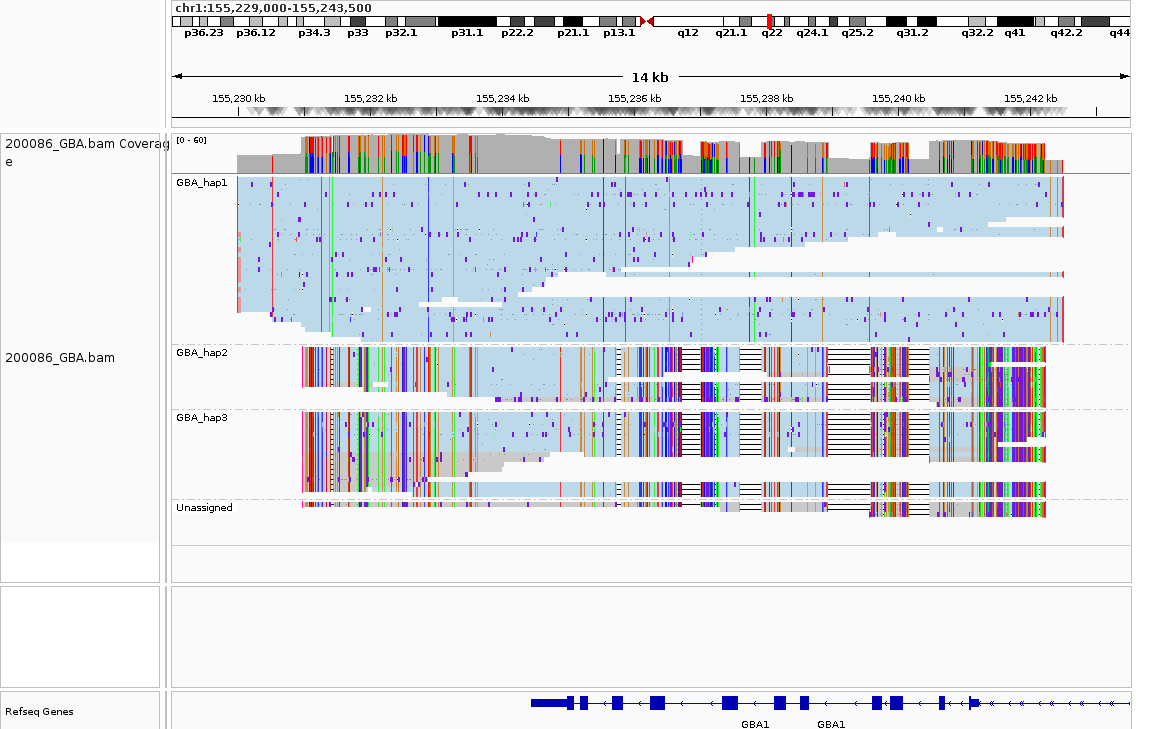 chr1:155,229,000-155,243,500
p36.23 p36.12 p34.3 p33 p32.1 p31.1 p22.2 p21.1 p13.1 q12 q21.1 q22 q24.1 q25.2 q31.2 q32.2 q41 q42.2 q44
14 kb
155,230 kb 155,232 kb 155,234 kb 155,236 kb 155,238 kb 155,240 kb 155,242 kb
200086_GBA.bam Coverag
e
[0 - 60]
GBA_hap1
200086_GBA.bam
GBA_hap2
GBA_hap3
Unassigned
Refseq Genes
GBA1 GBA1